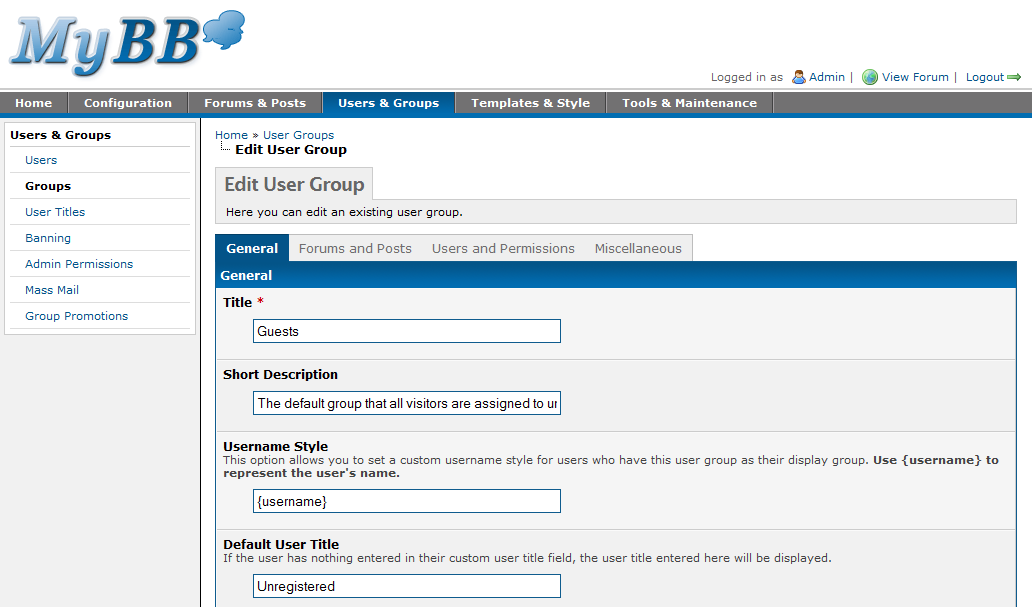 MyBB
Logged in as Admin | View Forum | Logout
Home Configuration Forums & Posts Users & Groups Templates & Style Tools & Maintenance
Users & Groups
Users
Groups
User Titles
Banning
Admin Permissions
Mass Mail
Group Promotions
Home » User Groups
Edit User Group
Edit User Group
Here you can edit an existing user group.
General Forums and Posts Users and Permissions Miscellaneous
General
Title *
Guests
Short Description
The default group that all visitors are assigned to
Username Style
This option allows you to set a custom username style for users who have this user group as their display group. Use {username} to
represent the user's name.
{username}
Default User Title
If the user has nothing entered in their custom user title field, the user title entered here will be displayed.
Unregistered